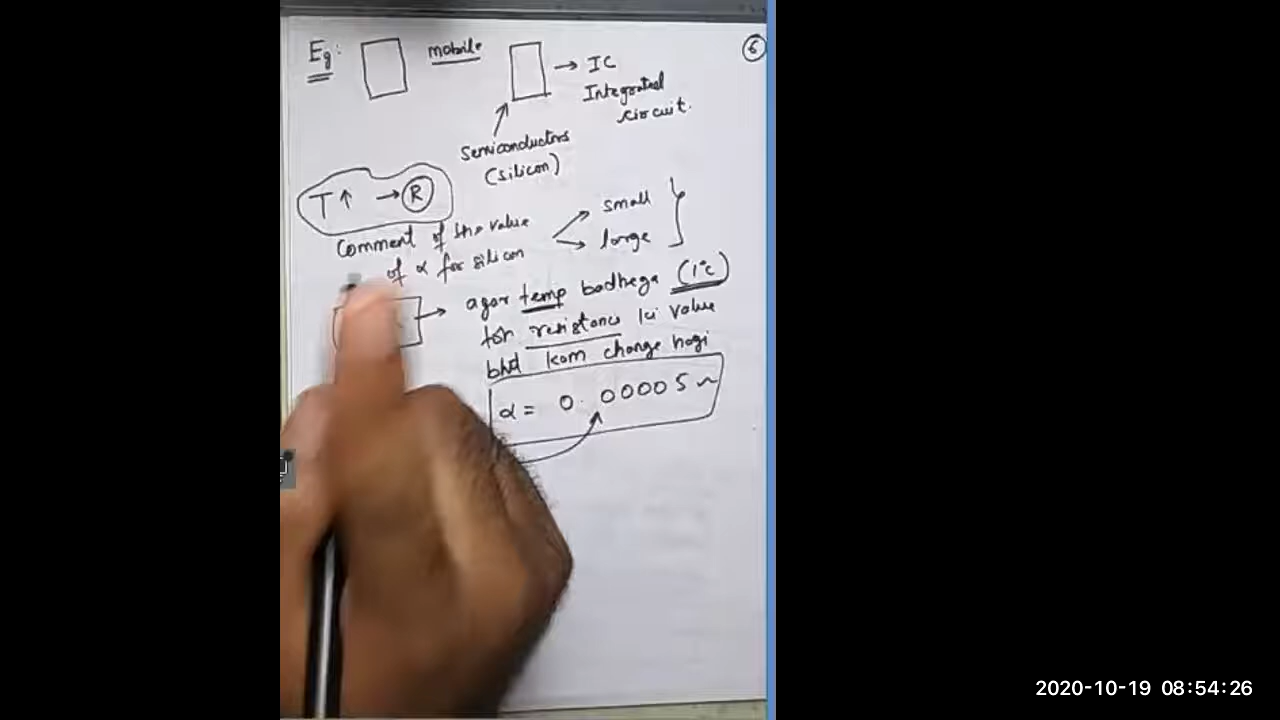 Eg:
mobile
→ IC
Integrated
circuit.
6
Semiconductors
(silicon)
T ↑ → R
Comment of the value
of α for silicon
small
large
→ agar temp badhega (1°c)
toh resistance ki value
bhot kam change hogi
α = 0.00005 ~
2020-10-19 08:54:26